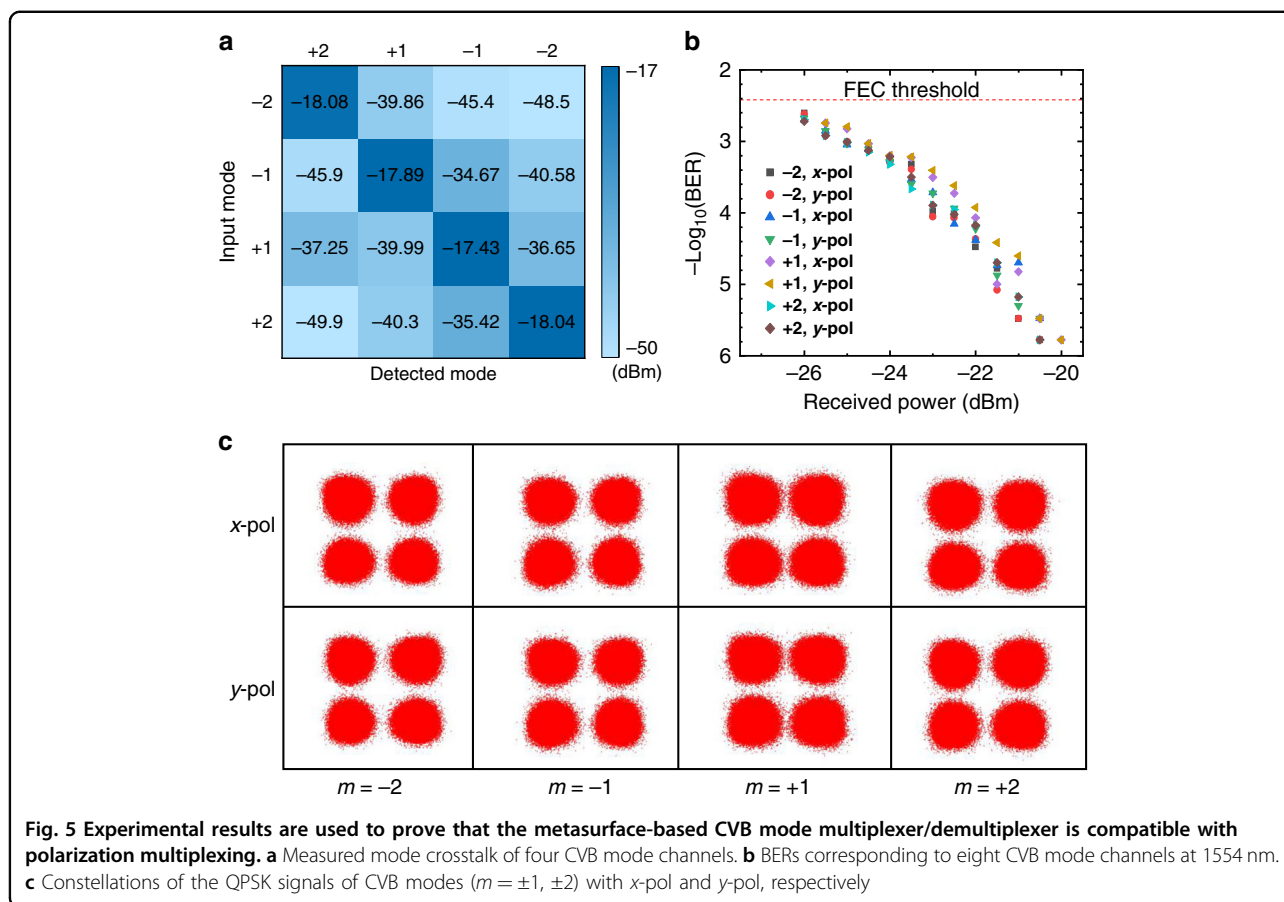 a
+2 +1 −1 −2
−2 −18.08 −39.86 −45.4 −48.5
−1 −45.9 −17.89 −34.67 −40.58
+1 −37.25 −39.99 −17.43 −36.65
+2 −49.9 −40.3 −35.42 −18.04
Input mode
Detected mode
−17
−50
(dBm)
b
2
3
4
5
6
−Log10(BER)
FEC threshold
−2, x-pol
−2, y-pol
−1, x-pol
−1, y-pol
+1, x-pol
+1, y-pol
+2, x-pol
+2, y-pol
−26 −24 −22 −20
Received power (dBm)
c
x-pol
y-pol
m = −2 m = −1 m = +1 m = +2
Fig. 5 Experimental results are used to prove that the metasurface-based CVB mode multiplexer/demultiplexer is compatible with
polarization multiplexing. a Measured mode crosstalk of four CVB mode channels. b BERs corresponding to eight CVB mode channels at 1554 nm.
c Constellations of the QPSK signals of CVB modes (m = ±1, ±2) with x-pol and y-pol, respectively